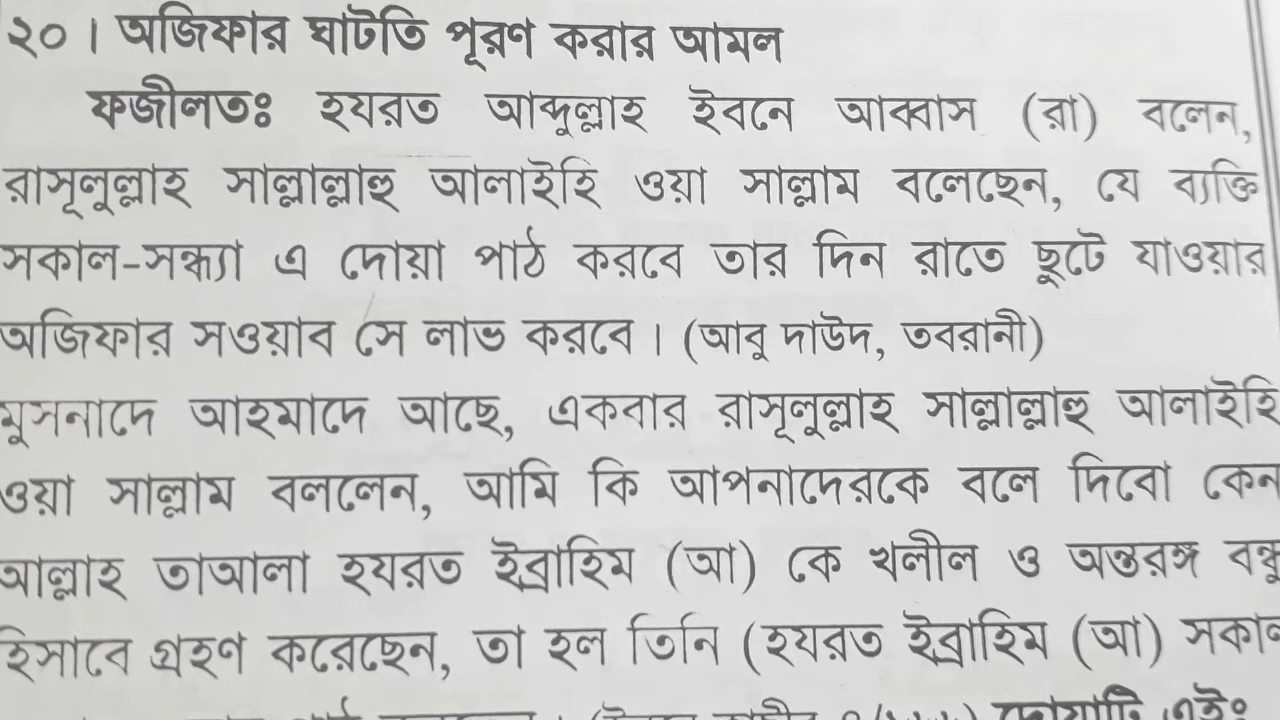 ২০। অজিফার ঘাটতি পূরণ করার আমল
ফজীলতঃ হযরত আব্দুল্লাহ ইবনে আব্বাস (রা) বলেন,
রাসূলুল্লাহ সাল্লাল্লাহু আলাইহি ওয়া সাল্লাম বলেছেন, যে ব্যক্তি
সকাল-সন্ধ্যা এ দোয়া পাঠ করবে তার দিন রাতে ছুটে যাওয়ার
অজিফার সওয়াব সে লাভ করবে। (আবু দাউদ, তবরানী)
মুসনাদে আহমাদে আছে, একবার রাসূলুল্লাহ সাল্লাল্লাহু আলাইহি
ওয়া সাল্লাম বললেন, আমি কি আপনাদেরকে বলে দিবো কেন
আল্লাহ তাআলা হযরত ইব্রাহিম (আ) কে খলীল ও অন্তরঙ্গ বন্ধু
হিসাবে গ্রহণ করেছেন, তা হল তিনি (হযরত ইব্রাহিম (আ) সকাল
দোয়াটি এইঃ